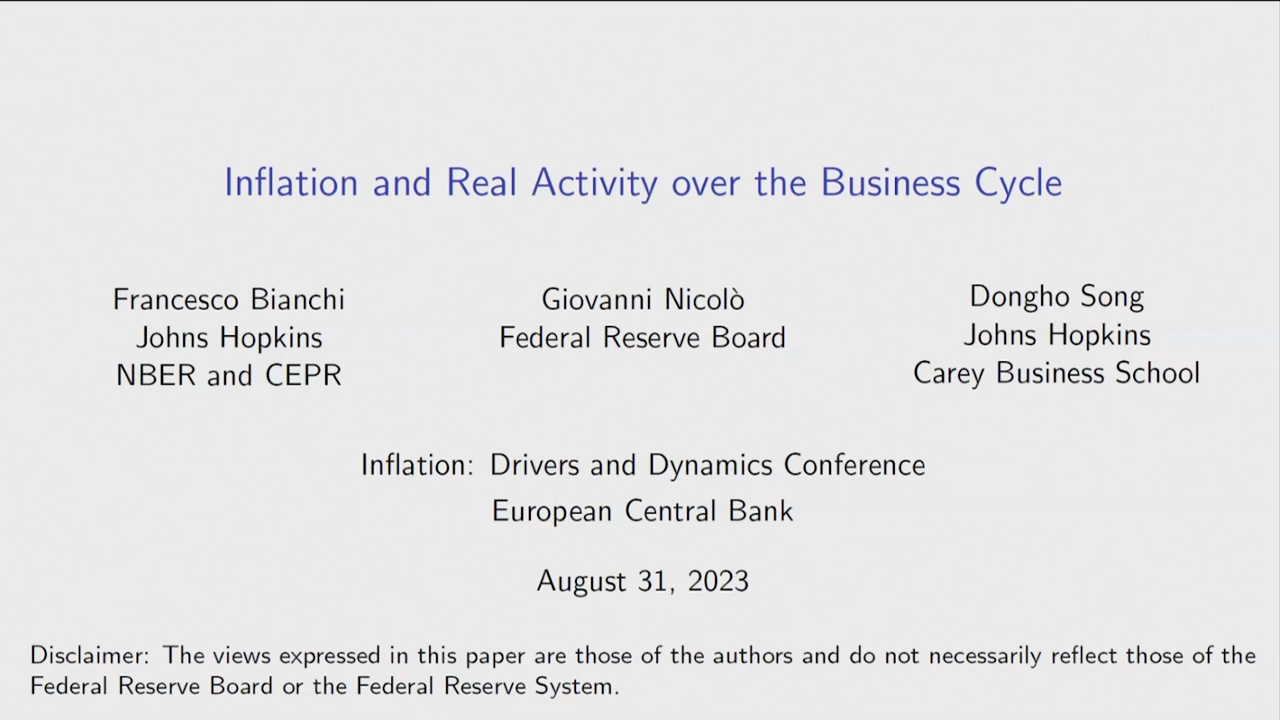 Inflation and Real Activity over the Business Cycle
Francesco Bianchi
Johns Hopkins
NBER and CEPR
Giovanni Nicolò
Federal Reserve Board
Dongho Song
Johns Hopkins
Carey Business School
Inflation: Drivers and Dynamics Conference
European Central Bank
August 31, 2023
Disclaimer: The views expressed in this paper are those of the authors and do not necessarily reflect those of the
Federal Reserve Board or the Federal Reserve System.